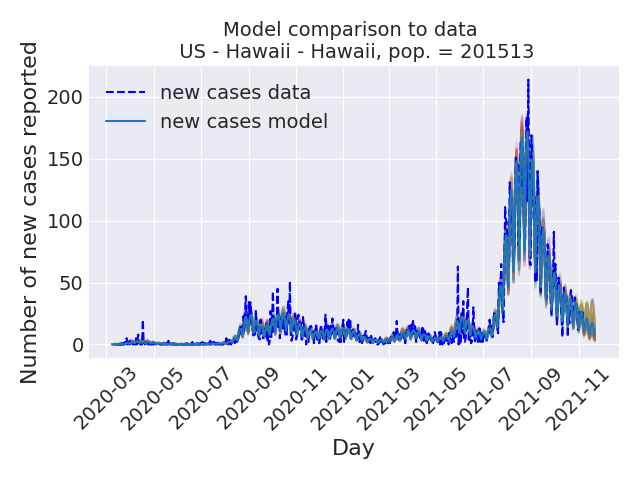 Model comparison to data
US - Hawaii - Hawaii, pop. = 201513
Number of new cases reported
200
150
100
50
0
new cases data
new cases model
2020-03
2020-05
2020-07
2020-09
2020-11
2021-01
2021-03
2021-05
2021-07
2021-09
2021-11
Day